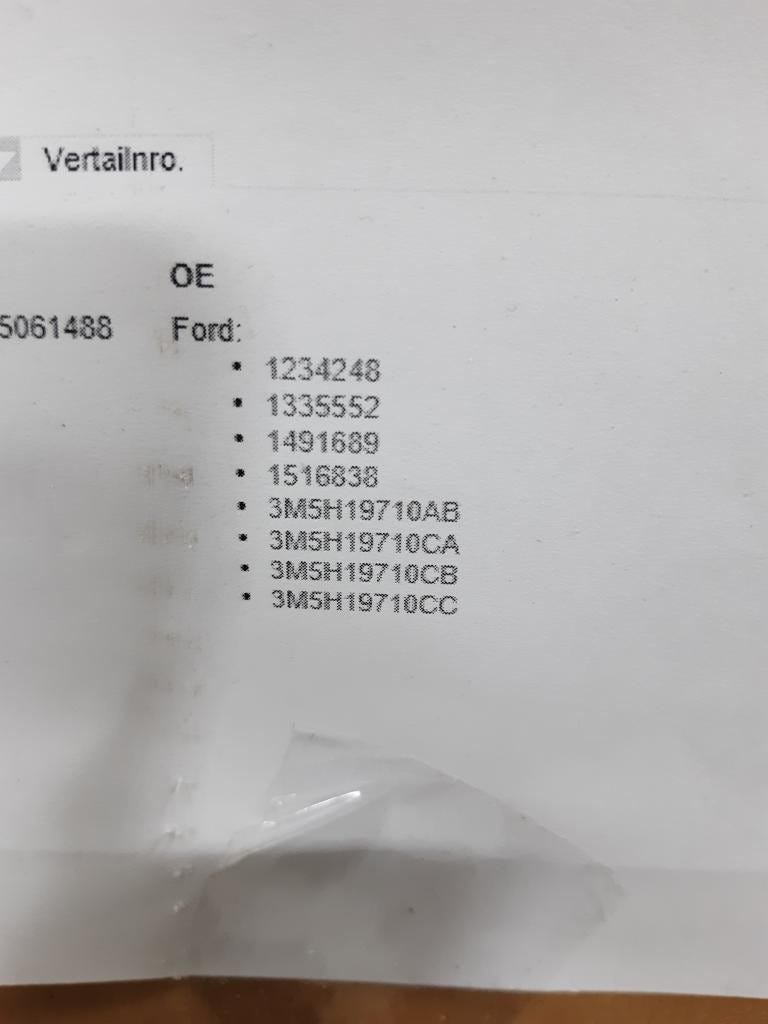 Vertailnro.
OE
5061488 Ford:
• 1234248
• 1335552
• 1491689
• 1516838
• 3M5H19710AB
• 3M5H19710CA
• 3M5H19710CB
• 3M5H19710CC